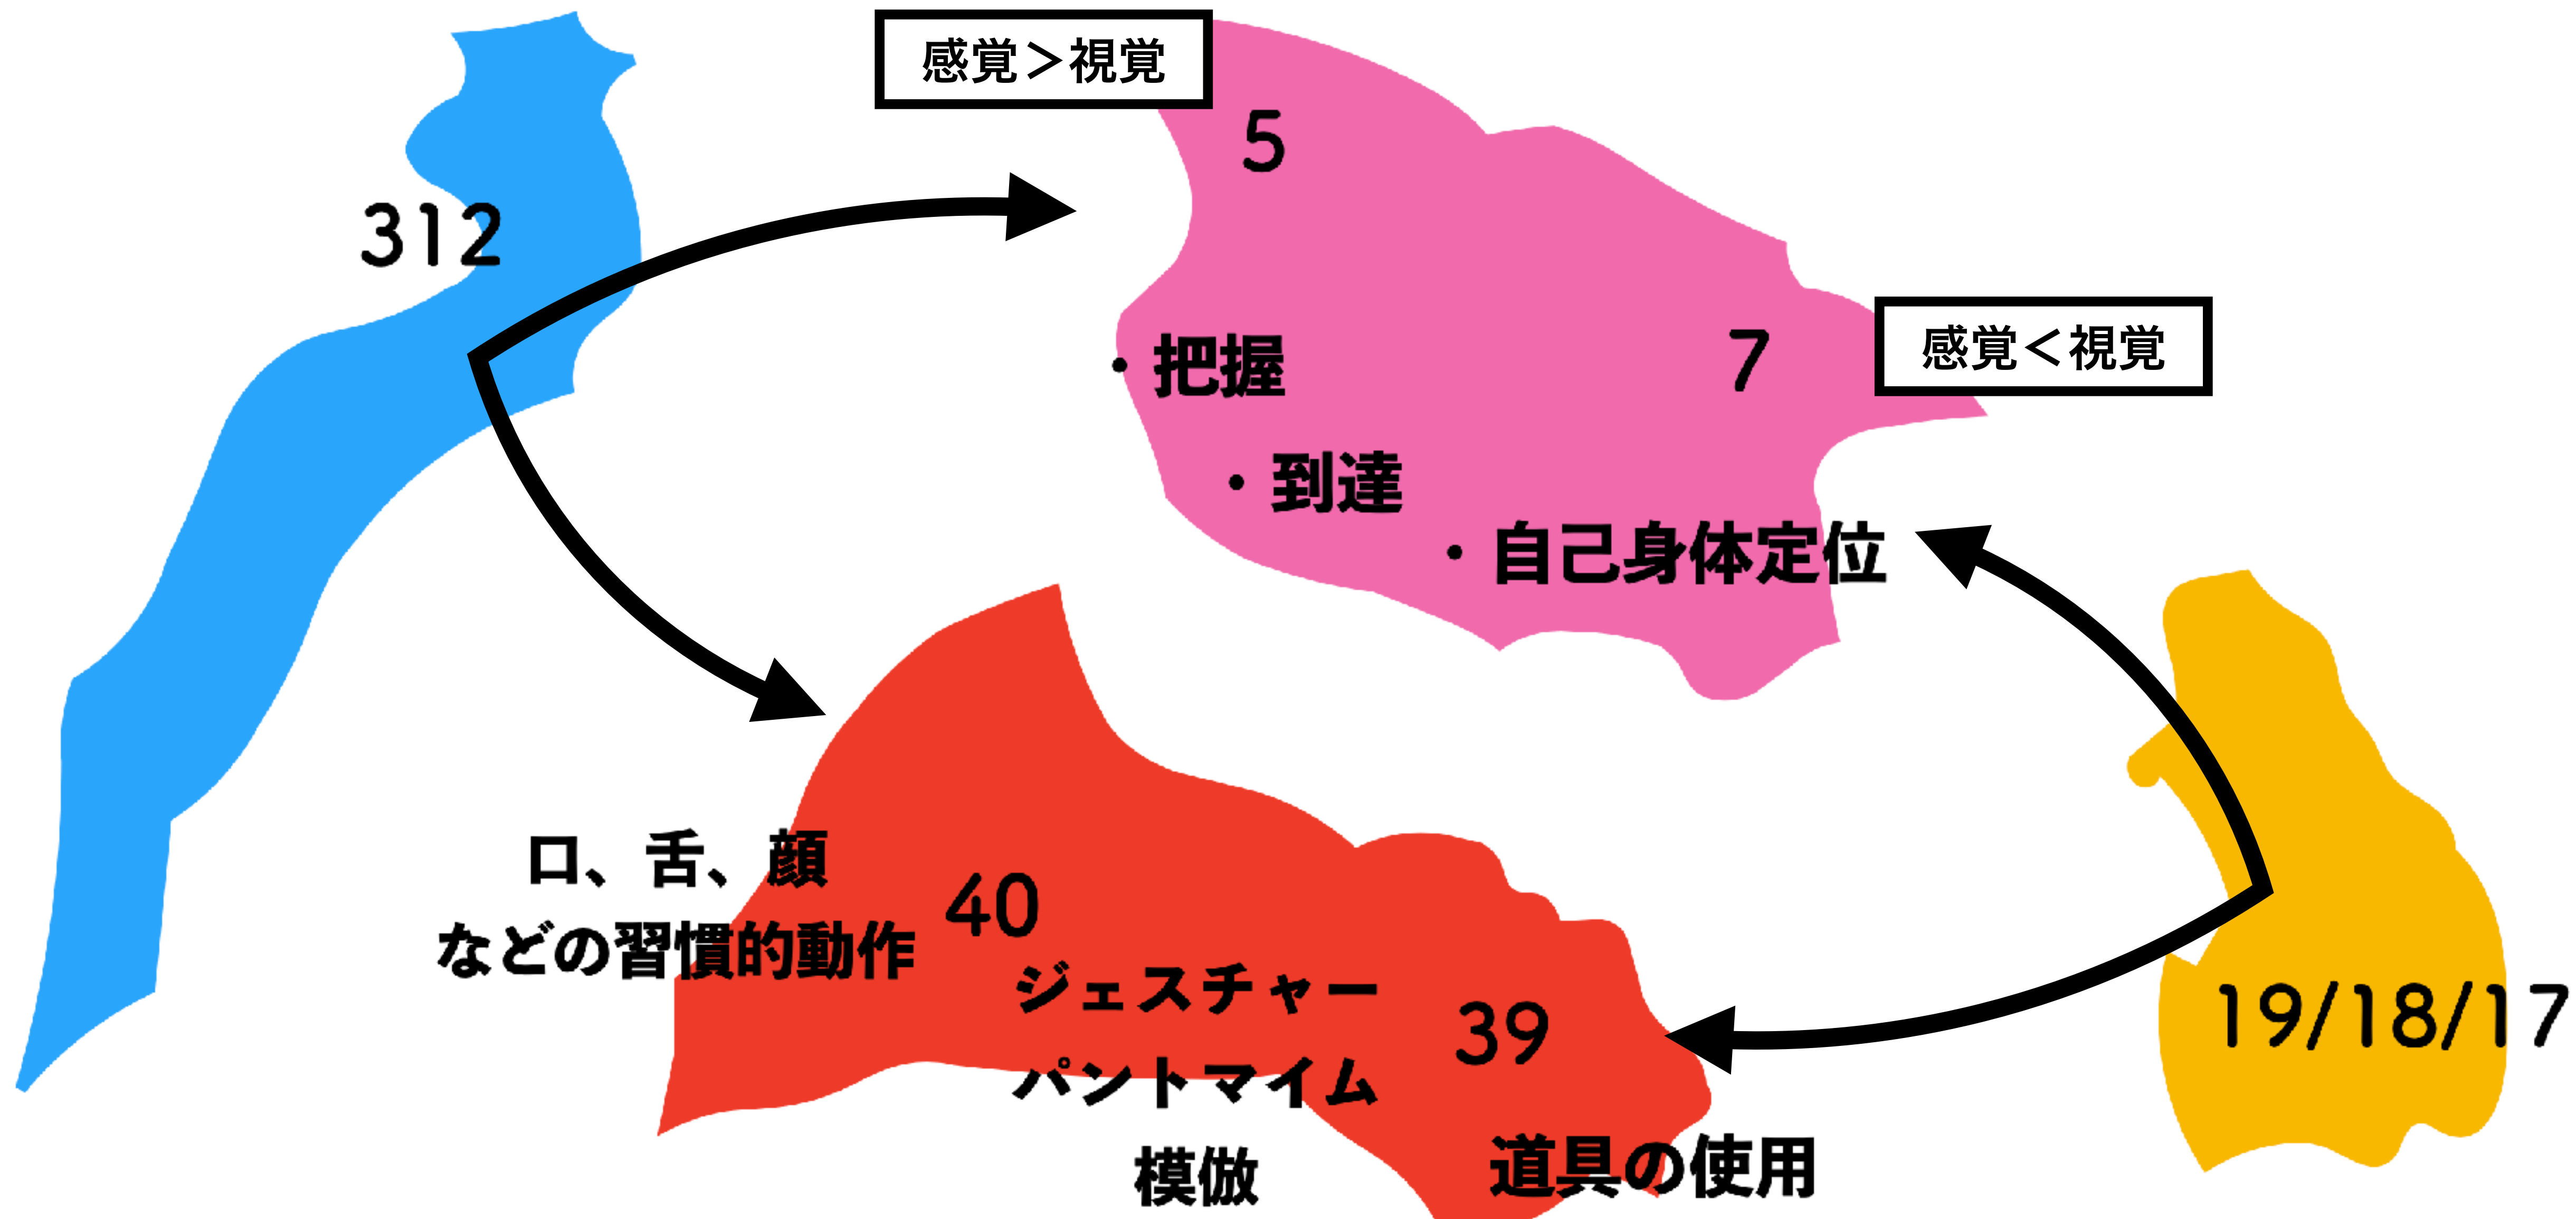 感覚＞視覚
5
312
7
感覚＜視覚
・把握
・到達
・自己身体定位
口、舌、顔
などの習慣的動作
40
ジェスチャー
パントマイム
模倣
39
道具の使用
19/18/17